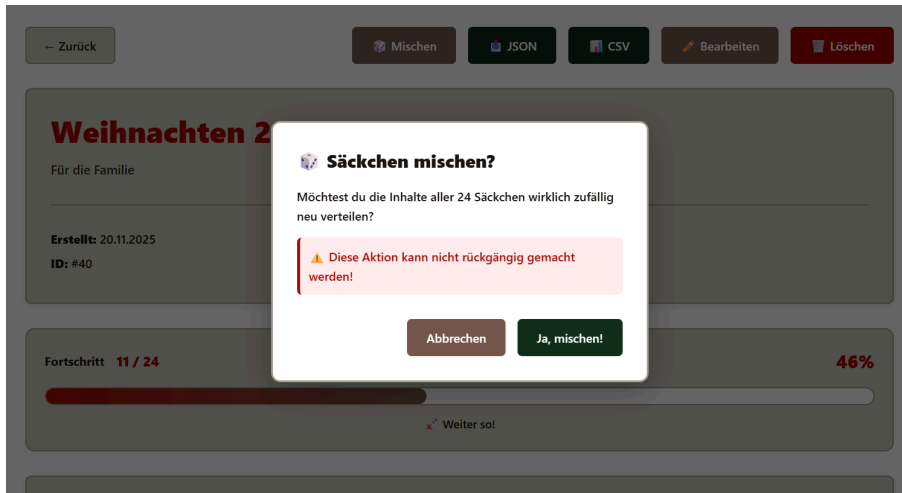 ← Zurück
Mischen
JSON
CSV
Bearbeiten
Löschen
Weihnachten 2
Für die Familie
Erstellt: 20.11.2025
ID: #40
Säckchen mischen?
Möchtest du die Inhalte aller 24 Säckchen wirklich zufällig
neu verteilen?
Diese Aktion kann nicht rückgängig gemacht
werden!
Abbrechen
Ja, mischen!
Fortschritt 11 / 24
46%
Weiter so!